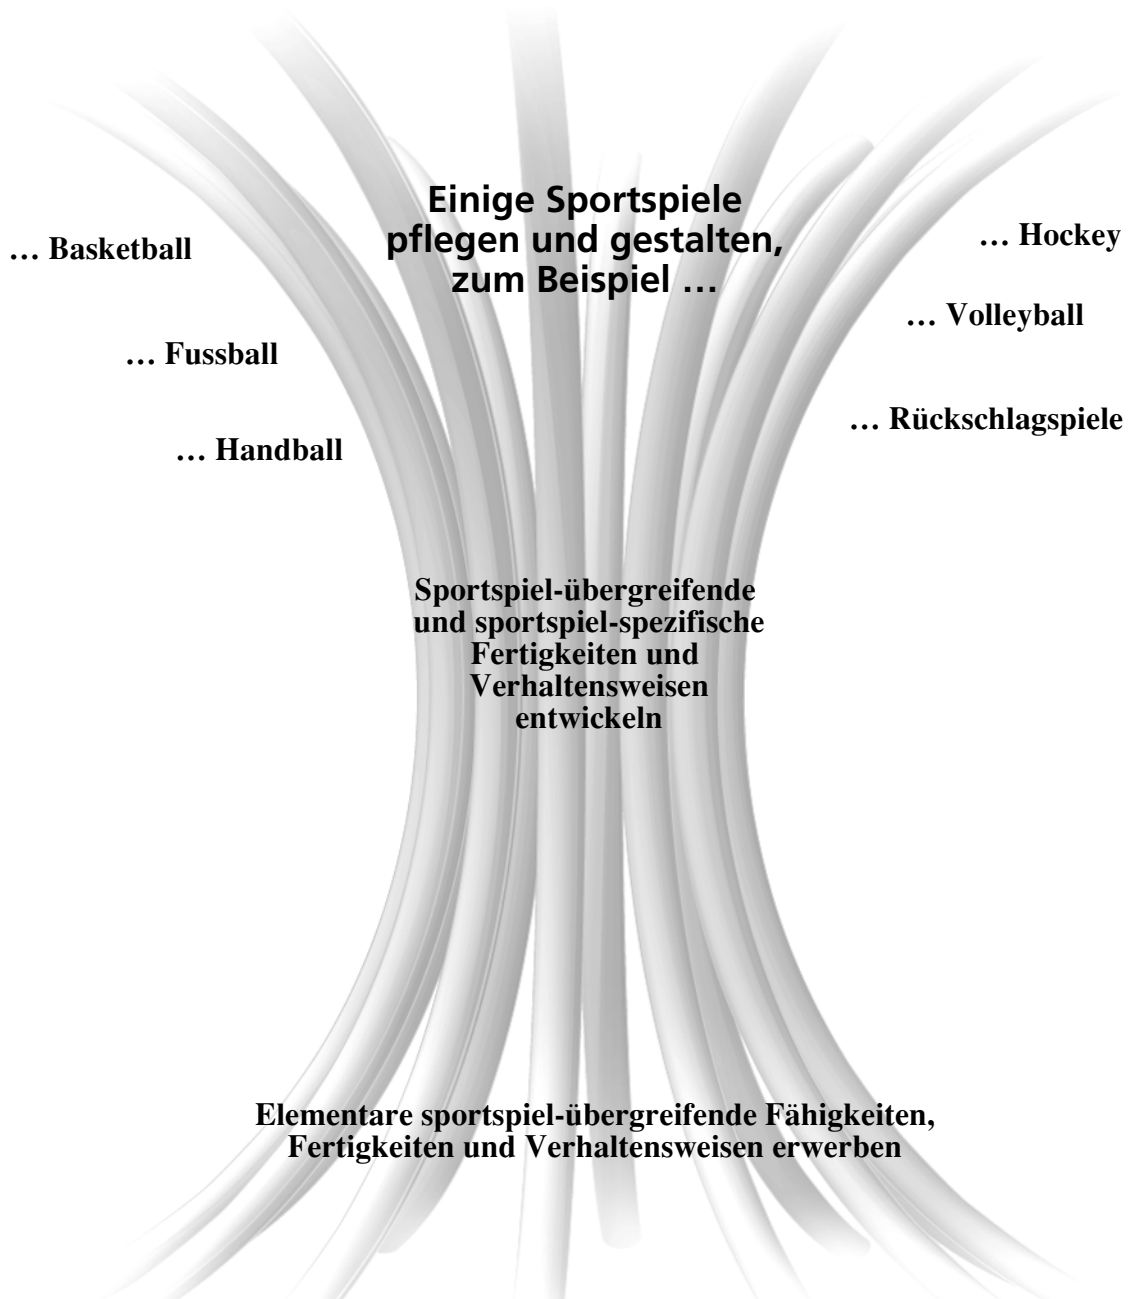 Einige Sportspiele
pflegen und gestalten,
zum Beispiel …
… Basketball
… Fussball
… Handball
… Hockey
… Volleyball
… Rückschlagspiele
Sportspiel-übergreifende
und sportspiel-spezifische
Fertigkeiten und
Verhaltensweisen
entwickeln
Elementare sportspiel-übergreifende Fähigkeiten,
Fertigkeiten und Verhaltensweisen erwerben